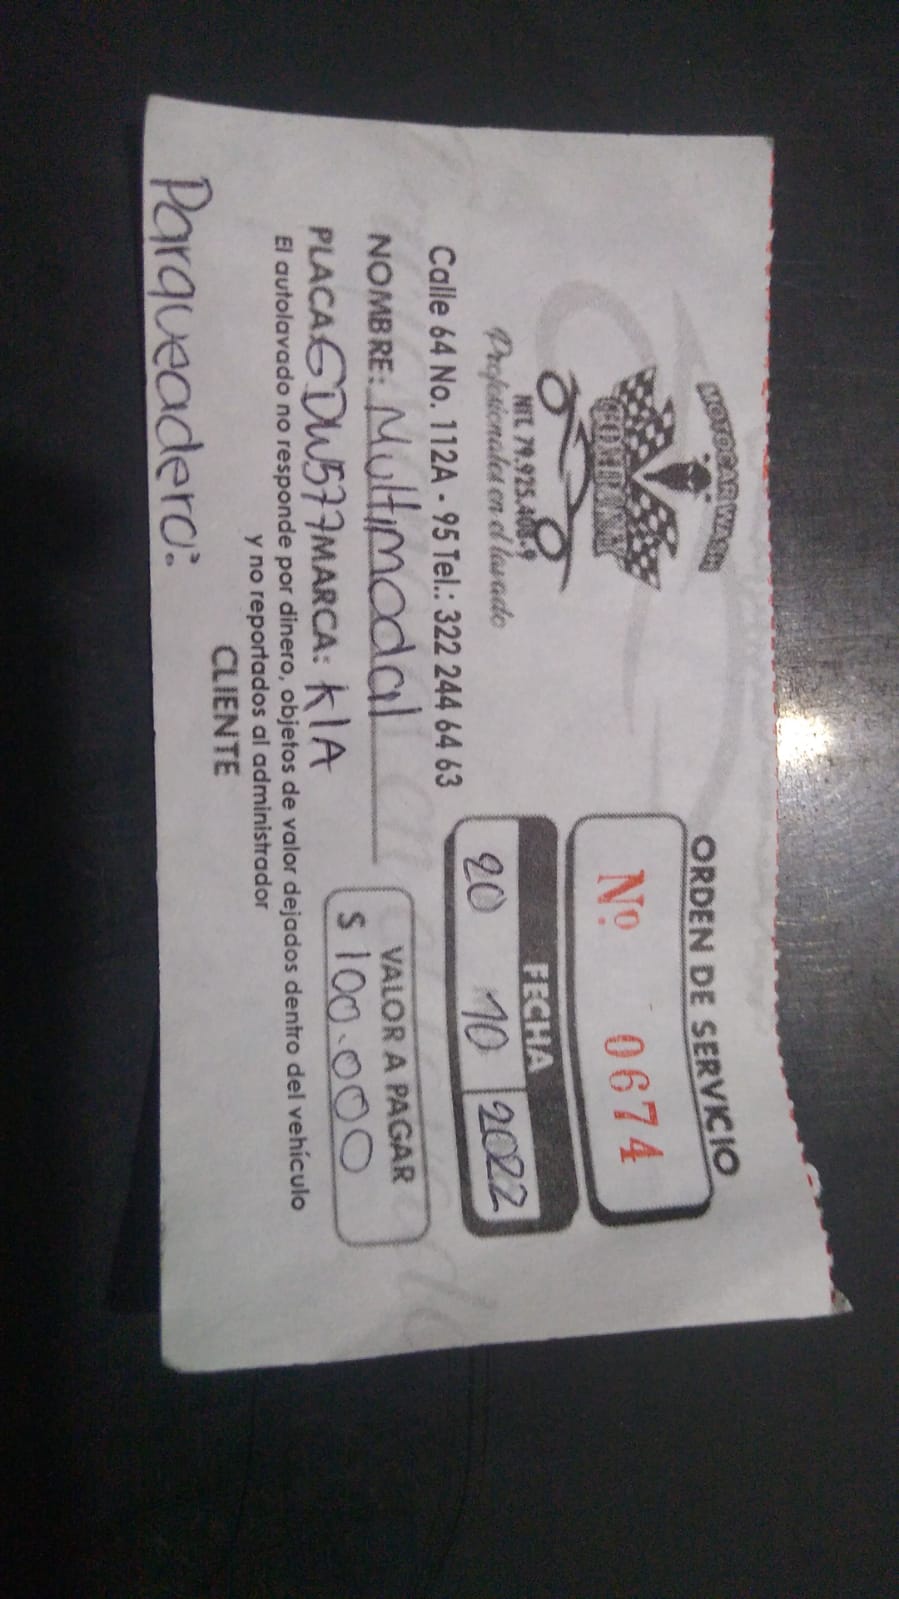 MOTOCAR WASH
NIT. 79.925.408-9
Profesionales en el lavado
Calle 64 No. 112A - 95 Tel.: 322 244 64 63
ORDEN DE SERVICIO
Nº 0674
FECHA
20 10 2022
NOMBRE: Multimodal
VALOR A PAGAR
$ 100.000
PLACA: GDW577 MARCA: KIA
El autolavado no responde por dinero, objetos de valor dejados dentro del vehículo
y no reportados al administrador
CLIENTE
Parqueadero: